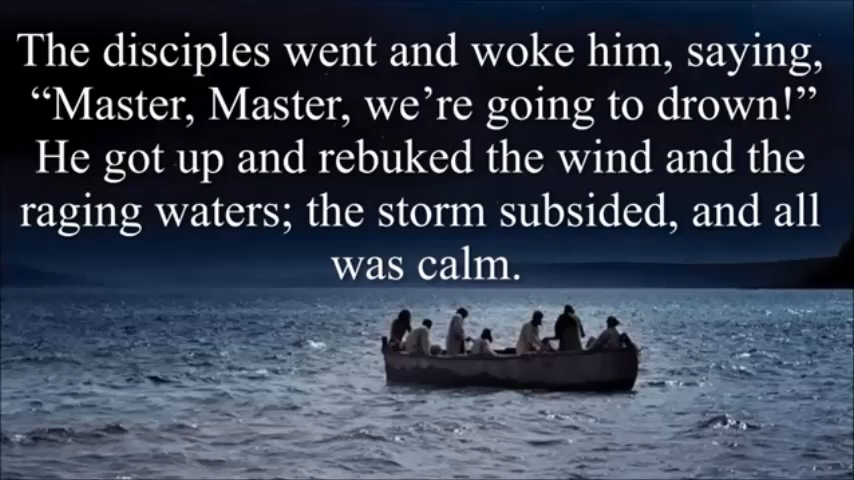 The disciples went and woke him, saying,
“Master, Master, we’re going to drown!”
He got up and rebuked the wind and the
raging waters; the storm subsided, and all
was calm.